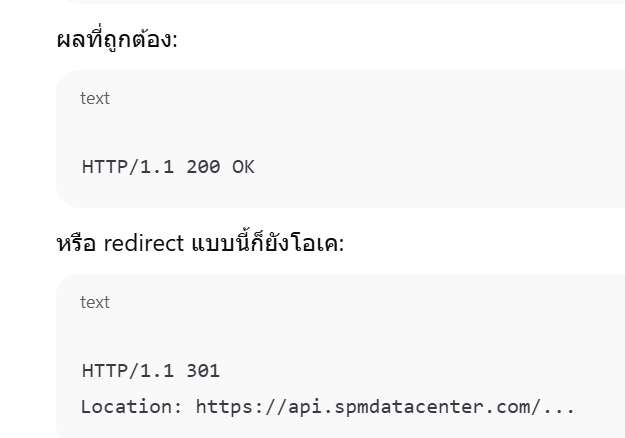 ผลที่ถูกต้อง:
text
HTTP/1.1 200 OK
หรือ redirect แบบนี้ก็ยังโอเค:
text
HTTP/1.1 301
Location: https://api.spmdatacenter.com/...